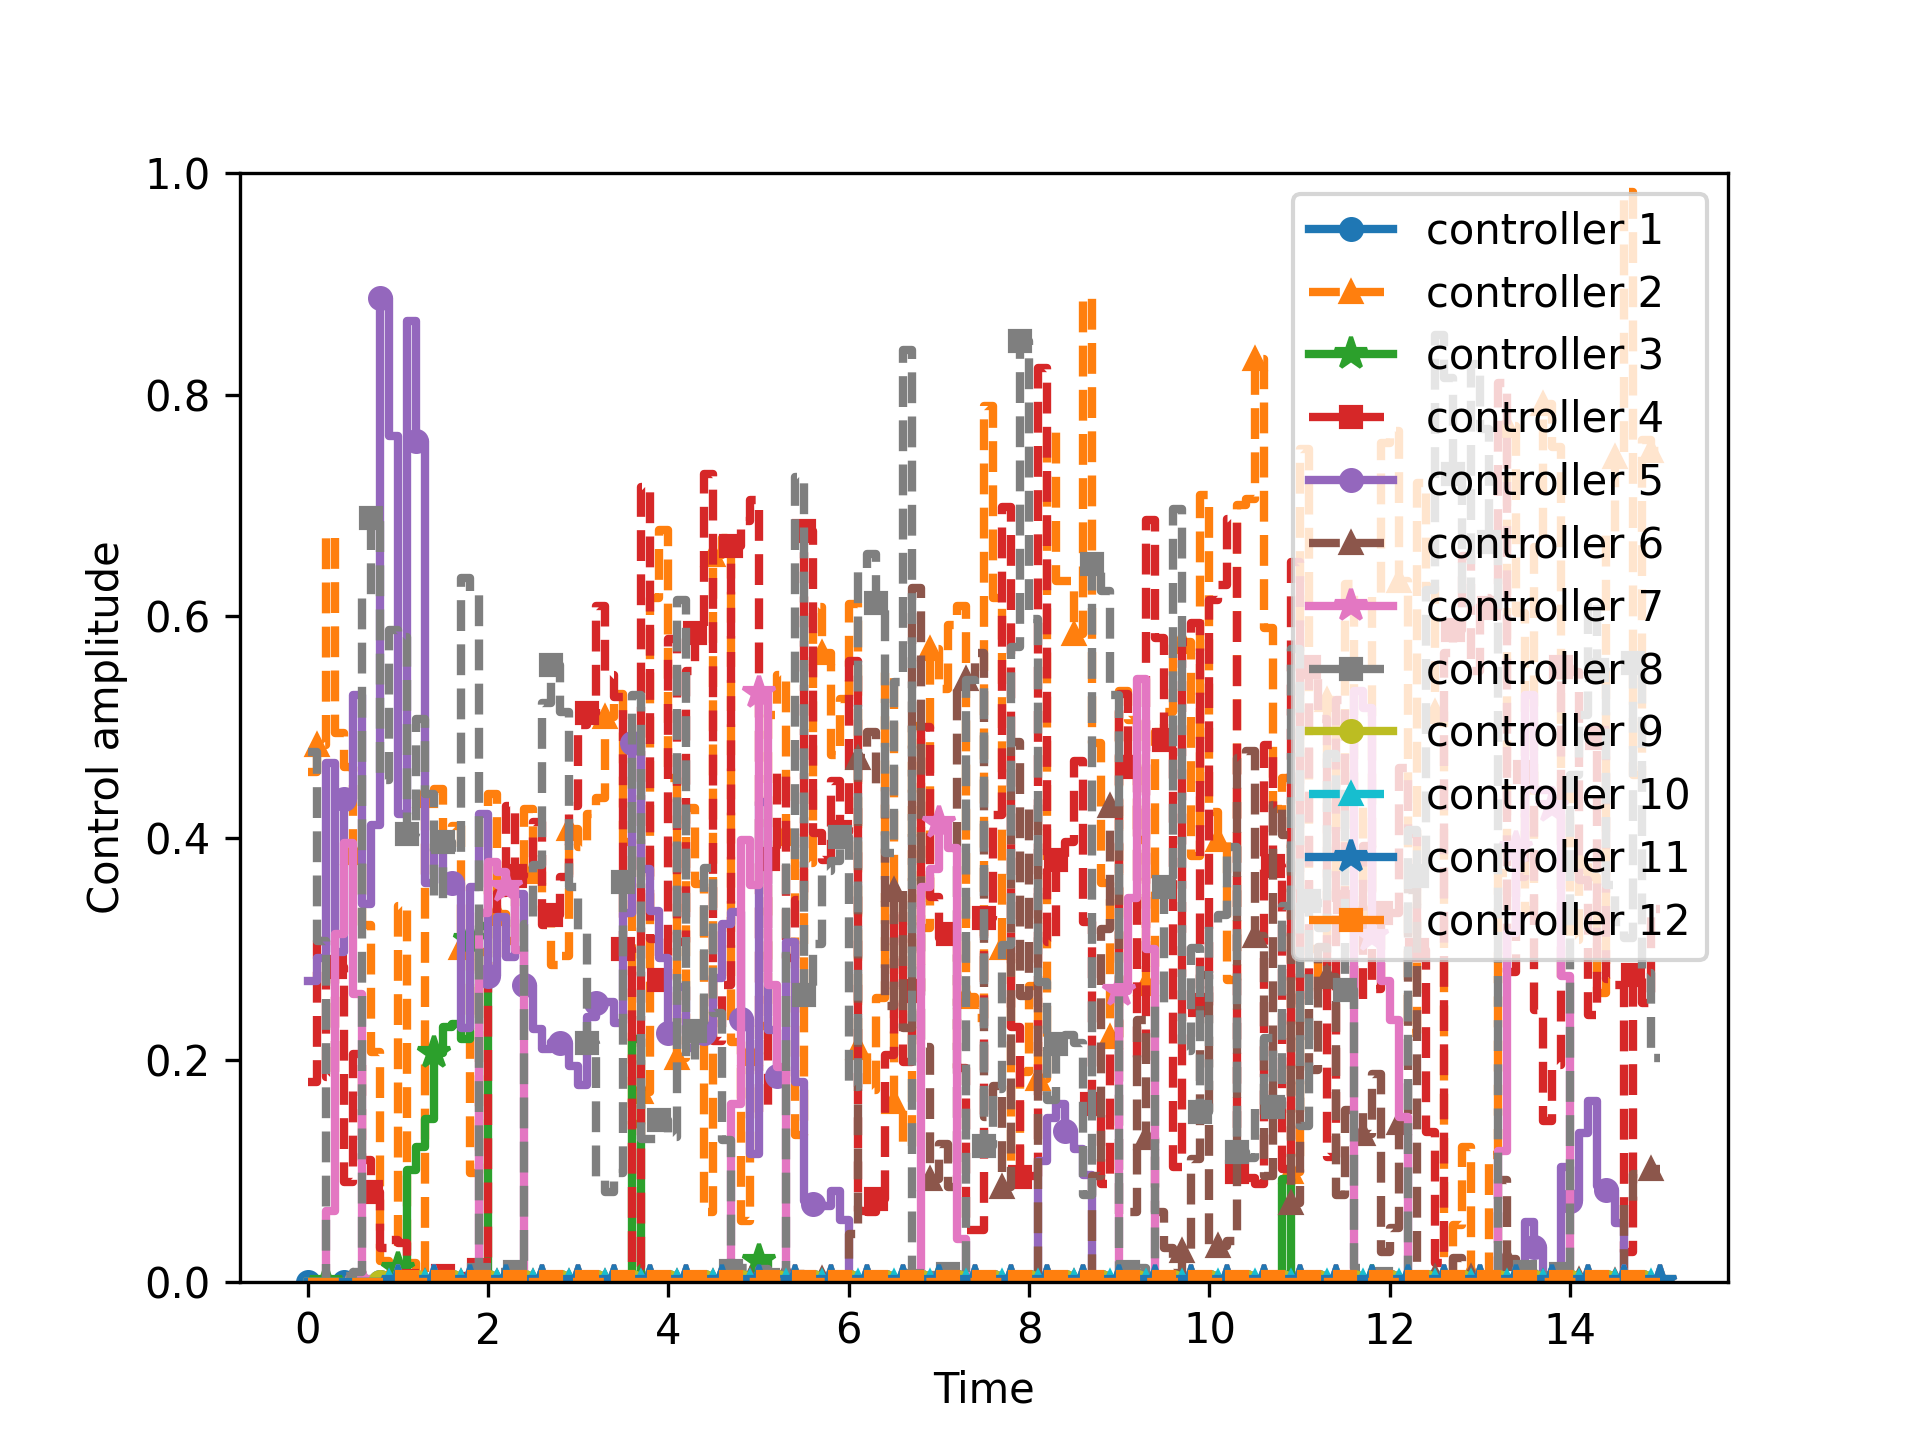 1.0
0.8
0.6
0.4
0.2
0.0
Control amplitude
0 2 4 6 8 10 12 14
Time
controller 1
controller 2
controller 3
controller 4
controller 5
controller 6
controller 7
controller 8
controller 9
controller 10
controller 11
controller 12